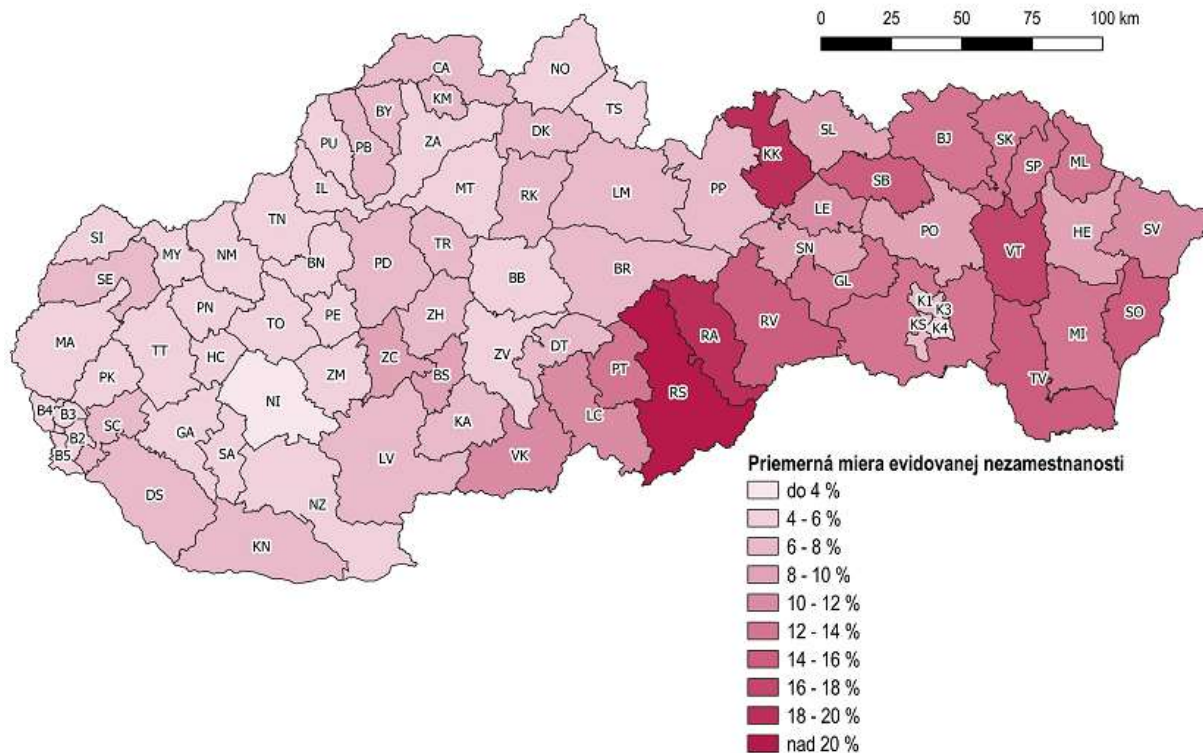 0 25 50 75 100 km
CA
NO
KM
TS
BY
PU
PB
ZA
DK
IL
MT
RK
LM
PP
KK
SL
BJ
SK
SP
ML
SB
LE
PO
VT
HE
SV
SI
TN
MY
NM
BN
PD
TR
BB
BR
SN
GL
SE
PN
TO
PE
ZH
ZV
DT
RA
RV
K1
K3
KS
K4
MI
SO
MA
TT
HC
ZM
ZC
BS
PT
RS
TV
PK
NI
B4
B3
B2
B5
SC
GA
SA
LV
KA
LC
VK
DS
NZ
KN
Priemerná miera evidovanej nezamestnanosti
do 4 %
4 - 6 %
6 - 8 %
8 - 10 %
10 - 12 %
12 - 14 %
14 - 16 %
16 - 18 %
18 - 20 %
nad 20 %